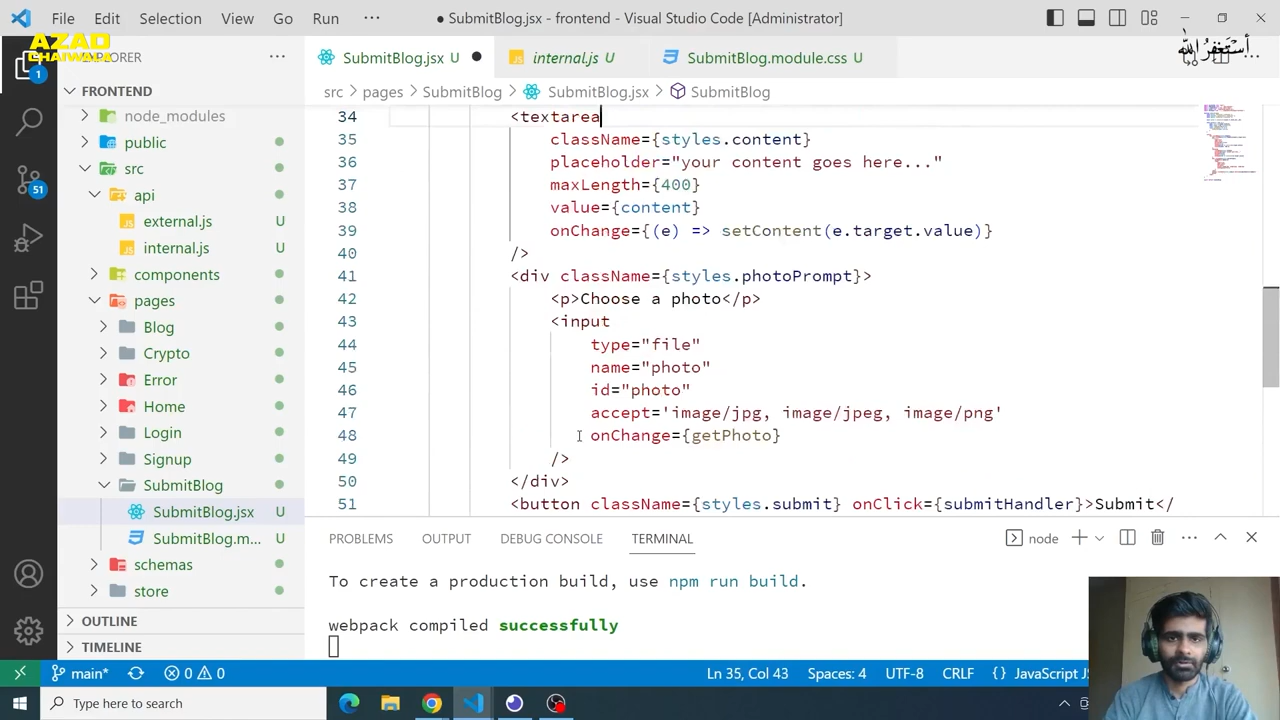 File Edit Selection View Go Run ··· ● SubmitBlog.jsx - frontend - Visual Studio Code [Administrator]
AZAD
CHAIWALA
EXPLORER ···
SubmitBlog.jsx U ● internal.js U SubmitBlog.module.css U ···
أستغفر الله
1
FRONTEND
src > pages > SubmitBlog > SubmitBlog.jsx > SubmitBlog
node_modules
public
src
api
external.js U
internal.js U
components
pages
Blog
Crypto
Error
Home
Login
Signup
SubmitBlog
SubmitBlog.jsx U
SubmitBlog.m... U
schemas
store
OUTLINE
TIMELINE
51
34 <textarea
35 className={styles.content}
36 placeholder="your content goes here..."
37 maxLength={400}
38 value={content}
39 onChange={(e) => setContent(e.target.value)}
40 />
41 <div className={styles.photoPrompt}>
42 <p>Choose a photo</p>
43 <input
44 type="file"
45 name="photo"
46 id="photo"
47 accept='image/jpg, image/jpeg, image/png'
48 onChange={getPhoto}
49 />
50 </div>
51 <button className={styles.submit} onClick={submitHandler}>Submit</
PROBLEMS OUTPUT DEBUG CONSOLE TERMINAL node ···
To create a production build, use npm run build.
webpack compiled successfully
main* 0 0 Ln 35, Col 43 Spaces: 4 UTF-8 CRLF {} JavaScript
Type here to search